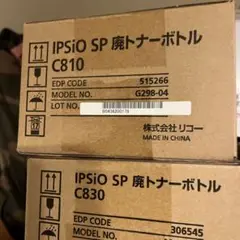 IPSiO SP 廃トナーボトル
C810
EDP CODE 515266
MODEL NO. G298-04
LOT NO.
株式会社 リコー
MADE IN CHINA
IPSiO SP 廃トナーボトル
C830
EDP CODE 306545
MODEL NO.